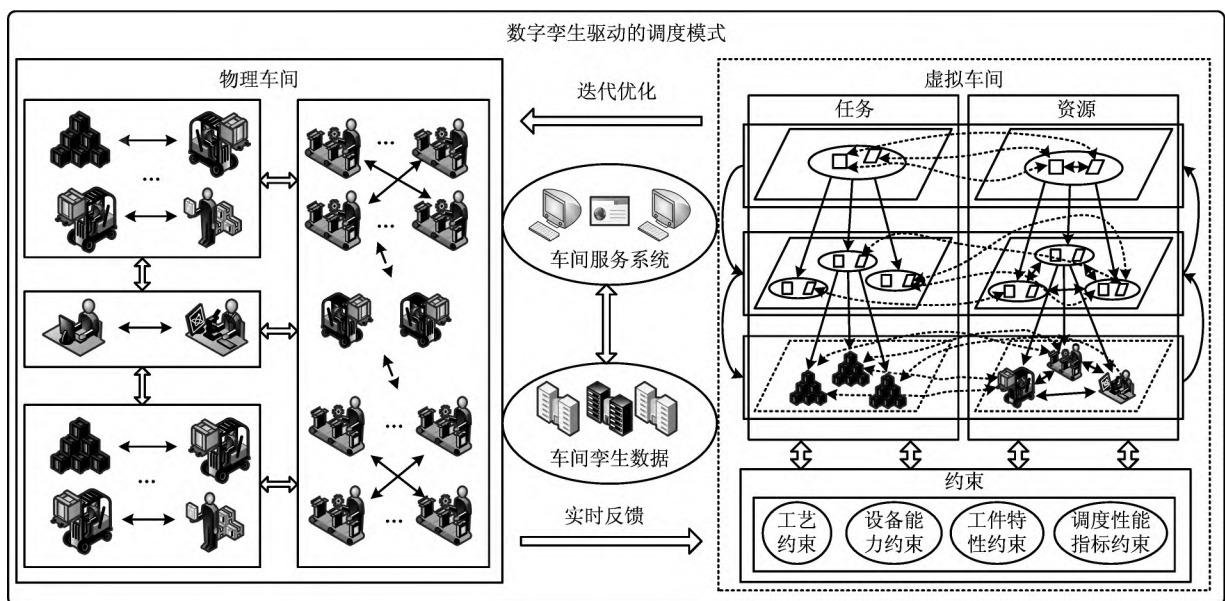 数字孪生驱动的调度模式
物理车间
...
...
...
...
...
...
迭代优化
车间服务系统
车间孪生数据
实时反馈
虚拟车间
任务
资源
约束
工艺
约束
设备能
力约束
工件特
性约束
调度性能
指标约束